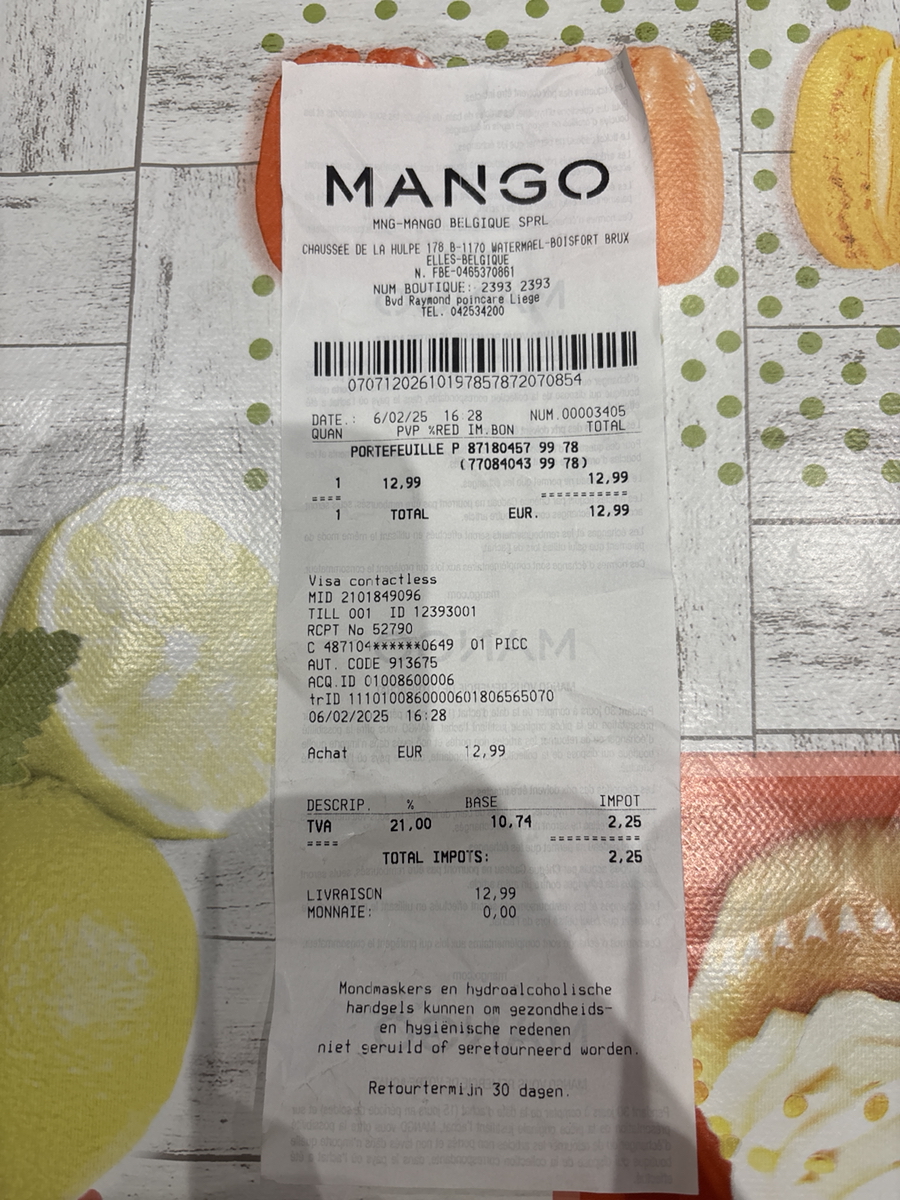 MANGO
MNG-MANGO BELGIQUE SPRL
CHAUSSEE DE LA HULPE 178 B-1170 WATERMAEL-BOISFORT BRUX
ELLES-BELGIQUE
N. FBE-0465370861
NUM BOUTIQUE: 2393 2393
Bvd Raymond poincare Liege
TEL. 042534200
07071202610197857872070854
DATE.: 6/02/25 16 28 NUM.00003405
QUAN PVP %RED IM.BON TOTAL
PORTEFEUILLE P 87180457 99 78
(77084043 99 78)
1 12,99 12,99
==== ===========
1 TOTAL EUR. 12,99
Visa contactless
MID 2101849096
TILL 001 ID 12393001
RCPT No 52790
C 487104******0649 01 PICC
AUT. CODE 913675
ACQ.ID 01008600006
trID 1110100860000601806565070
06/02/2025 16:28
Achat EUR 12,99
DESCRIP. % BASE IMPOT
TVA 21,00 10,74 2,25
==== ===========
TOTAL IMPOTS: 2,25
LIVRAISON 12,99
MONNAIE: 0,00
Mondmaskers en hydroalcoholische
handgels kunnen om gezondheids-
en hygiënische redenen
niet geruild of geretourneerd worden.
Retourtermijn 30 dagen.